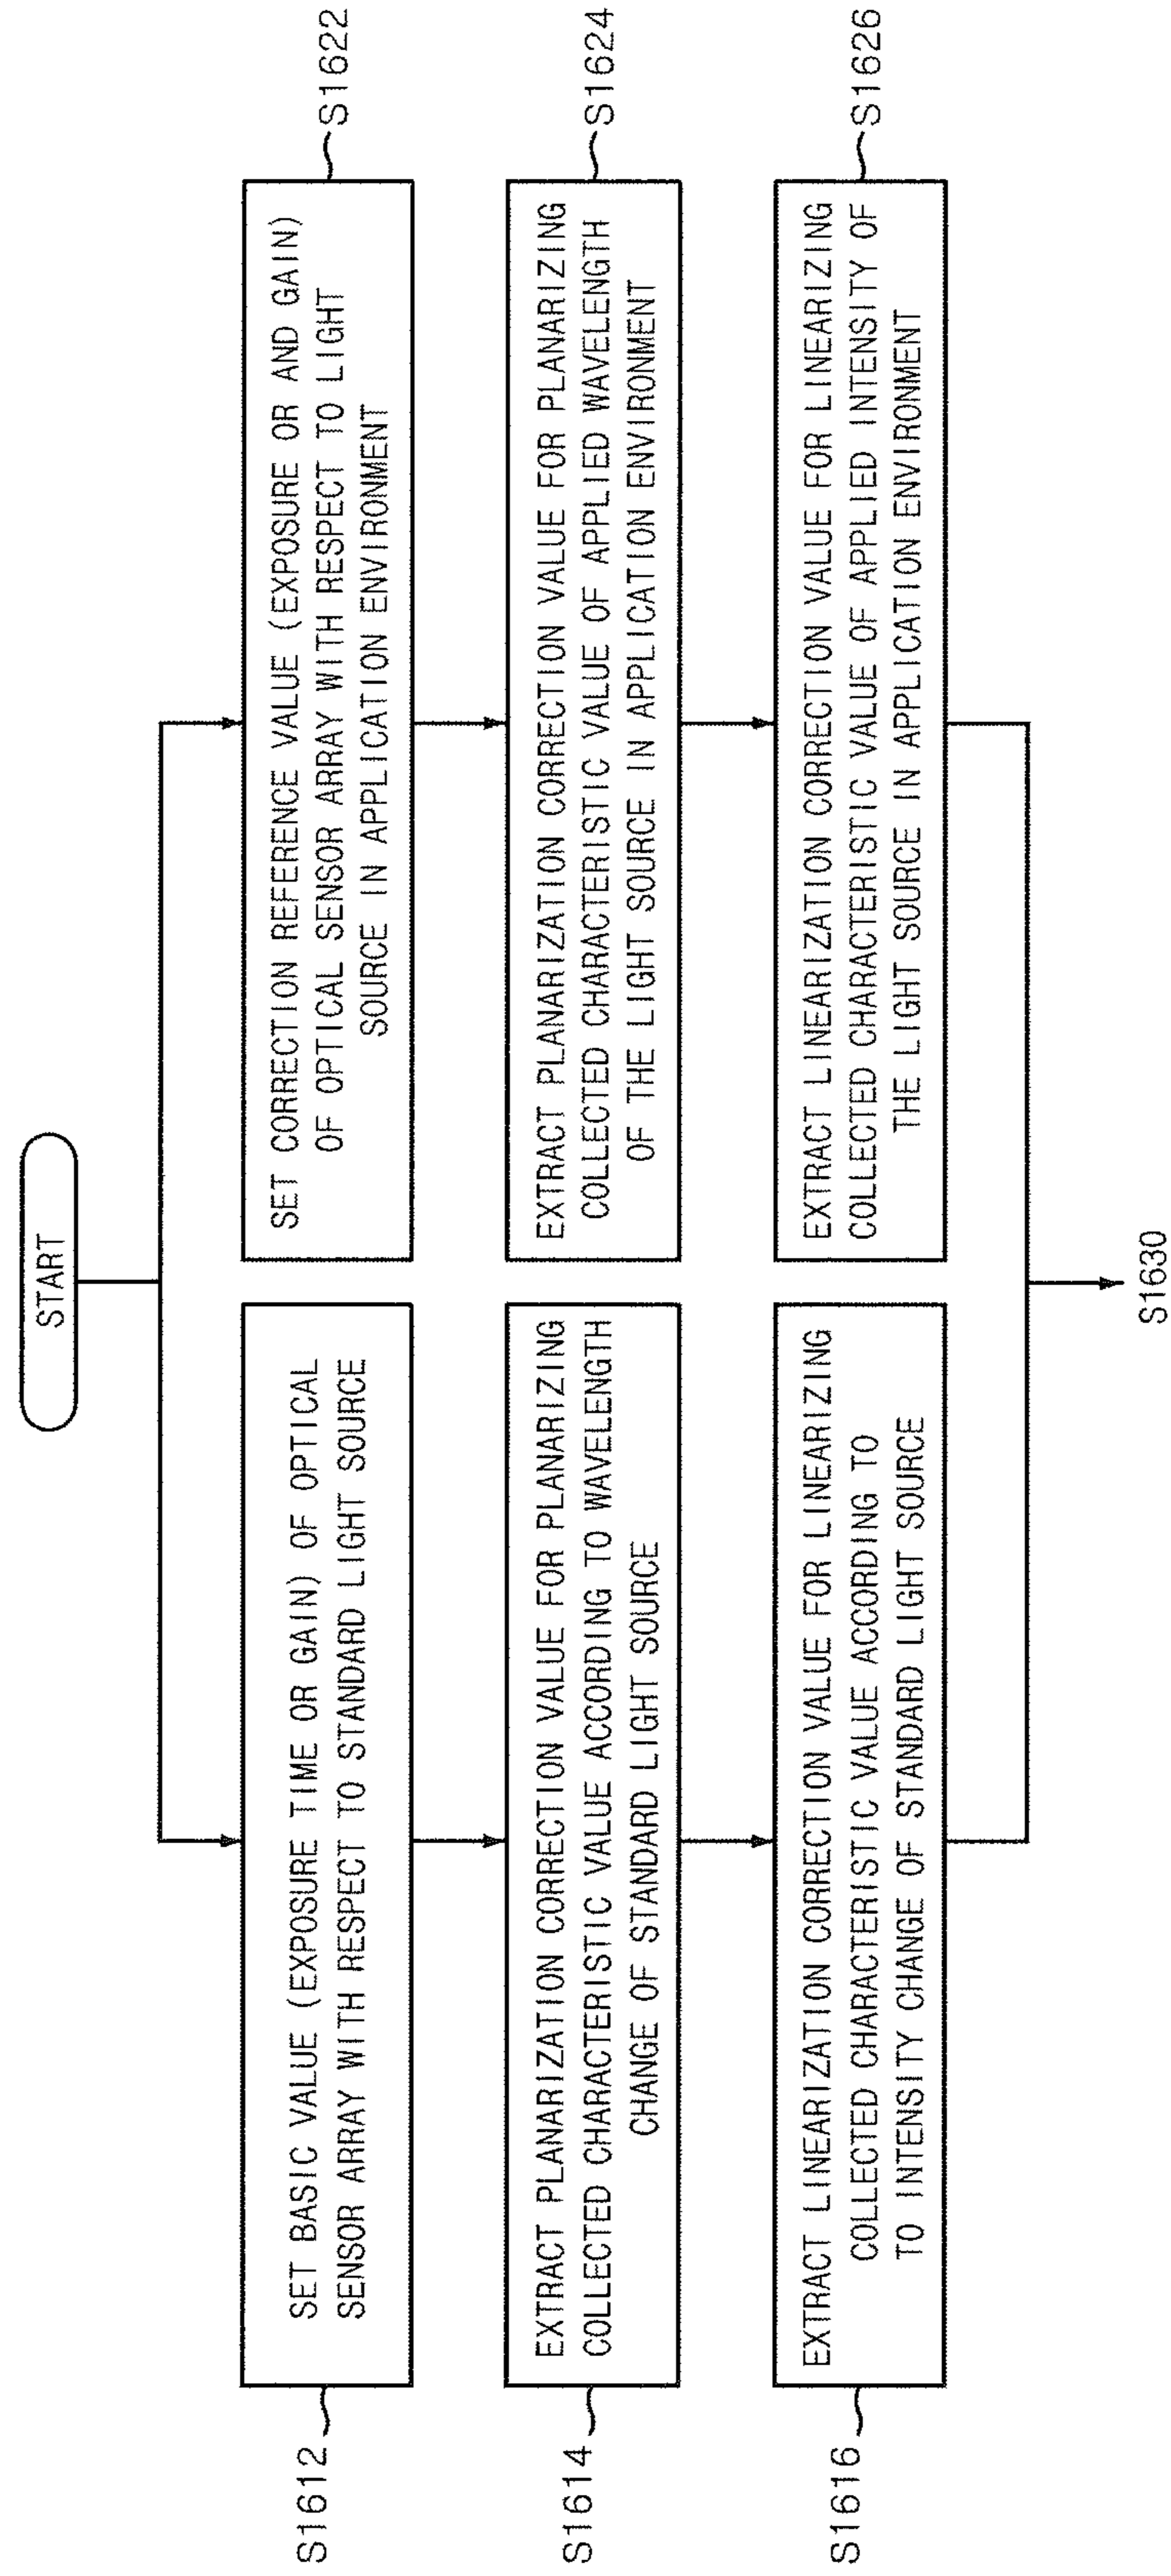 START
SET BASIC VALUE (EXPOSURE TIME OR GAIN) OF OPTICAL
SENSOR ARRAY WITH RESPECT TO STANDARD LIGHT SOURCE
S1612
EXTRACT PLANARIZATION CORRECTION VALUE FOR PLANARIZING
COLLECTED CHARACTERISTIC VALUE ACCORDING TO WAVELENGTH
CHANGE OF STANDARD LIGHT SOURCE
S1614
EXTRACT LINEARIZATION CORRECTION VALUE FOR LINEARIZING
COLLECTED CHARACTERISTIC VALUE ACCORDING TO
TO INTENSITY CHANGE OF STANDARD LIGHT SOURCE
S1616
SET CORRECTION REFERENCE VALUE (EXPOSURE OR AND GAIN)
OF OPTICAL SENSOR ARRAY WITH RESPECT TO LIGHT
SOURCE IN APPLICATION ENVIRONMENT
S1622
EXTRACT PLANARIZATION CORRECTION VALUE FOR PLANARIZING
COLLECTED CHARACTERISTIC VALUE OF APPLIED WAVELENGTH
OF THE LIGHT SOURCE IN APPLICATION ENVIRONMENT
S1624
EXTRACT LINEARIZATION CORRECTION VALUE FOR LINEARIZING
COLLECTED CHARACTERISTIC VALUE OF APPLIED INTENSITY OF
THE LIGHT SOURCE IN APPLICATION ENVIRONMENT
S1626
S1630